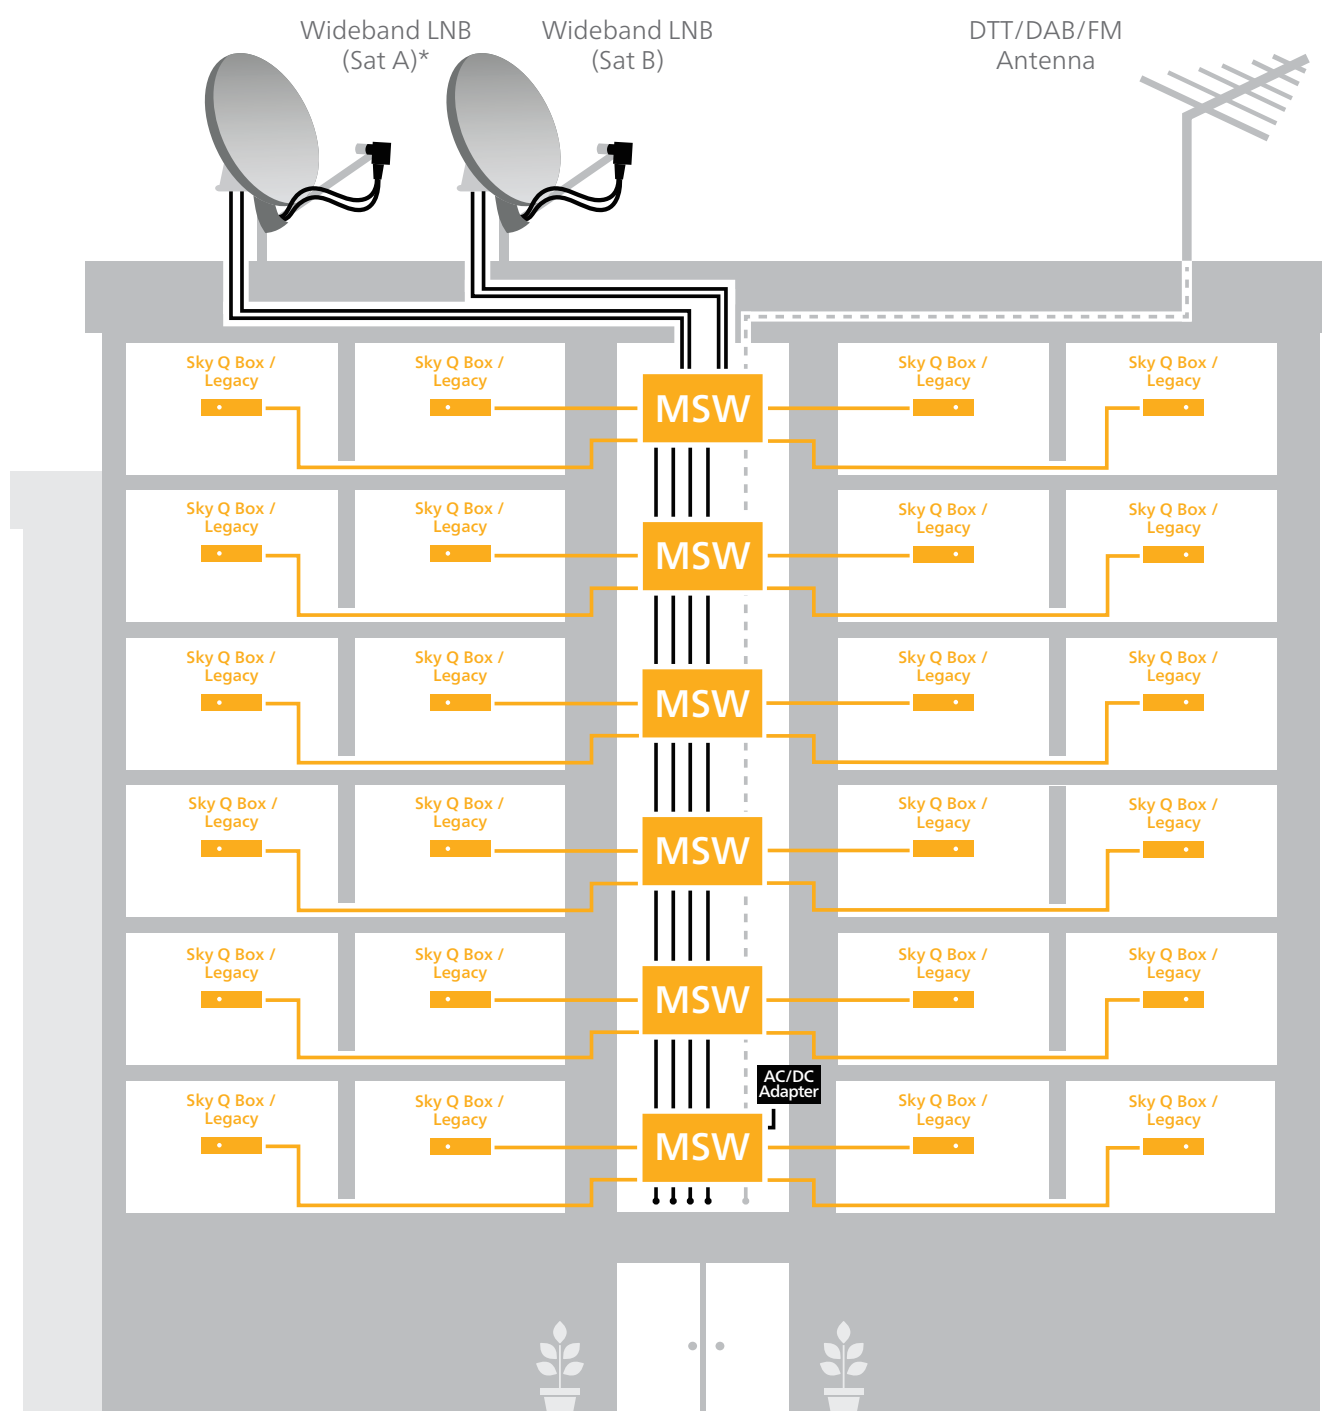 Wideband LNB
(Sat A)*
Wideband LNB
(Sat B)
DTT/DAB/FM
Antenna
Sky Q Box /
Legacy
Sky Q Box /
Legacy
MSW
Sky Q Box /
Legacy
Sky Q Box /
Legacy
Sky Q Box /
Legacy
Sky Q Box /
Legacy
MSW
Sky Q Box /
Legacy
Sky Q Box /
Legacy
Sky Q Box /
Legacy
Sky Q Box /
Legacy
MSW
Sky Q Box /
Legacy
Sky Q Box /
Legacy
Sky Q Box /
Legacy
Sky Q Box /
Legacy
MSW
Sky Q Box /
Legacy
Sky Q Box /
Legacy
Sky Q Box /
Legacy
Sky Q Box /
Legacy
MSW
Sky Q Box /
Legacy
Sky Q Box /
Legacy
AC/DC
Adapter
Sky Q Box /
Legacy
Sky Q Box /
Legacy
MSW
Sky Q Box /
Legacy
Sky Q Box /
Legacy